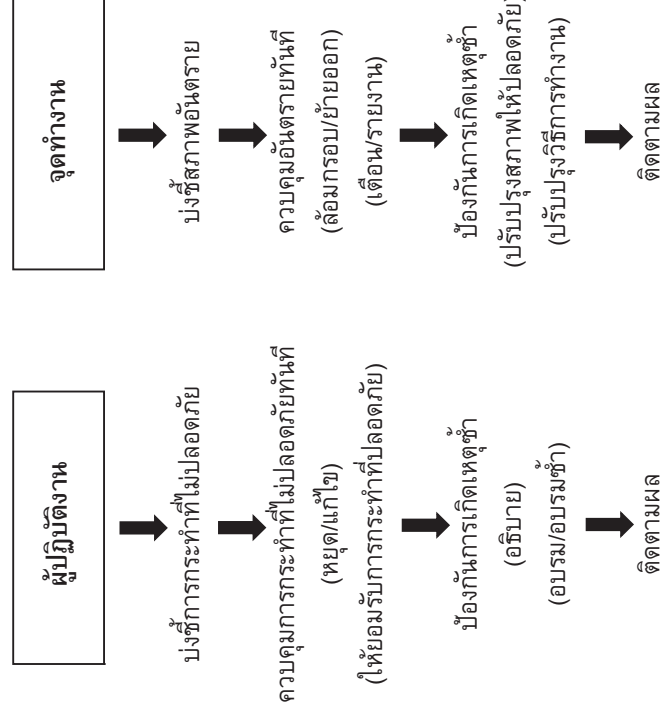 ผู้ปฏิบัติงาน
บ่งชี้การกระทำที่ไม่ปลอดภัย
ควบคุมการกระทำที่ไม่ปลอดภัยทันที
(หยุด/แก้ไข)
(ให้ยอมรับการกระทำที่ปลอดภัย)
ป้องกันการเกิดเหตุซ้ำ
(อธิบาย)
(อบรม/อบรมซ้ำ)
ติดตามผล
จุดทำงาน
บ่งชี้สภาพอันตราย
ควบคุมอันตรายทันที
(ล้อมกรอบ/ย้ายออก)
(เตือน/รายงาน)
ป้องกันการเกิดเหตุซ้ำ
(ปรับปรุงสภาพให้ปลอดภัย)
(ปรับปรุงวิธีการทำงาน)
ติดตามผล